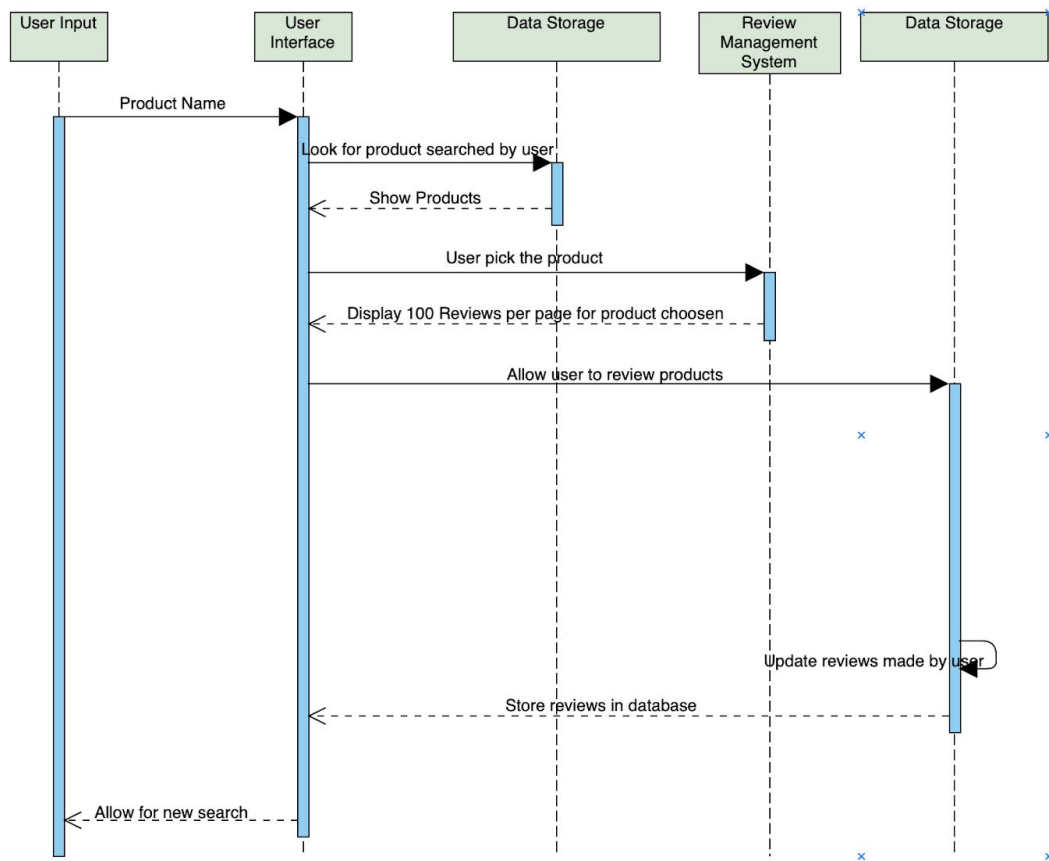 User Input
User
Interface
Data Storage
Review
Management
System
Data Storage
Product Name
Look for product searched by user
Show Products
User pick the product
Display 100 Reviews per page for product choosen
Allow user to review products
Update reviews made by user
Store reviews in database
Allow for new search